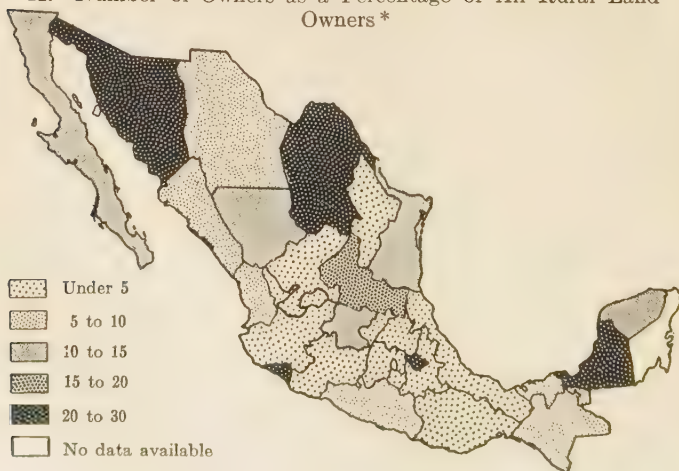 Number of Owners as a Percentage of All Rural Land
Owners *
Under 5
5 to 10
10 to 15
15 to 20
20 to 30
No data available